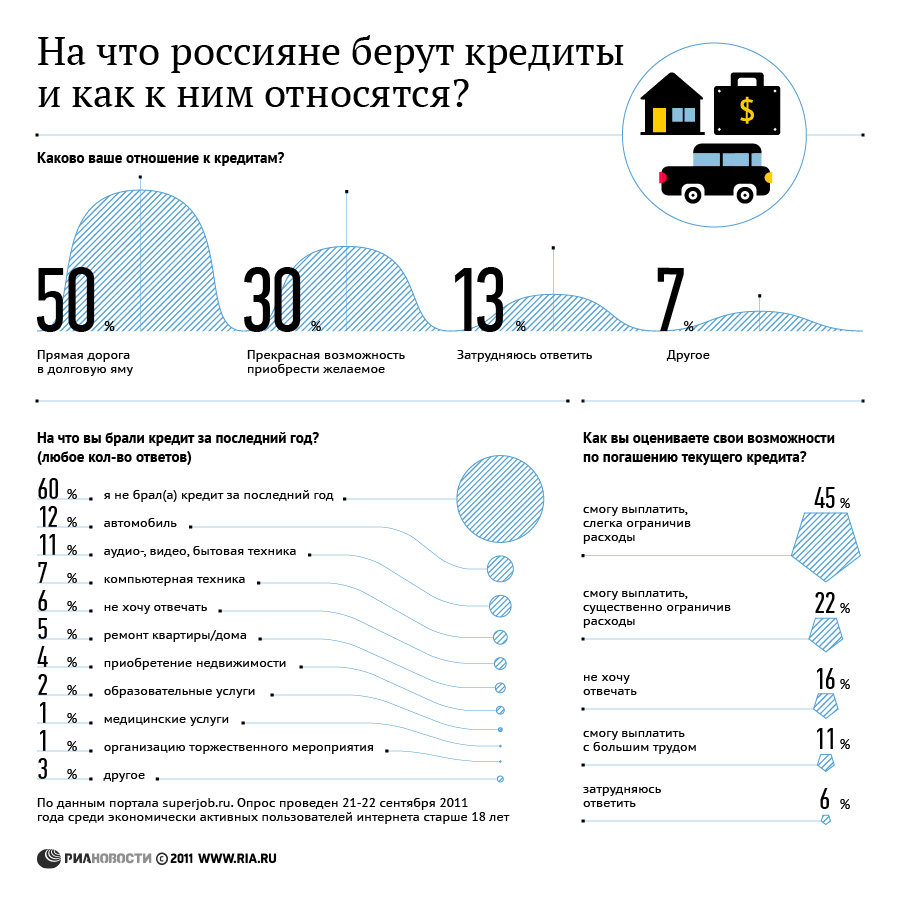 На что россияне берут кредиты
и как к ним относятся?
$
Каково ваше отношение к кредитам?
50 %
Прямая дорога
в долговую яму
30 %
Прекрасная возможность
приобрести желаемое
13 %
Затрудняюсь ответить
7 %
Другое
На что вы брали кредит за последний год?
(любое кол-во ответов)
60 % я не брал(а) кредит за последний год
12 % автомобиль
11 % аудио-, видео, бытовая техника
7 % компьютерная техника
6 % не хочу отвечать
5 % ремонт квартиры/дома
4 % приобретение недвижимости
2 % образовательные услуги
1 % медицинские услуги
1 % организацию торжественного мероприятия
3 % другое
Как вы оцениваете свои возможности
по погашению текущего кредита?
45 %
смогу выплатить,
слегка ограничив
расходы
22 %
смогу выплатить,
существенно ограничив
расходы
16 %
не хочу
отвечать
11 %
смогу выплатить
с большим трудом
6 %
затрудняюсь
ответить
По данным портала superjob.ru. Опрос проведен 21-22 сентября 2011
года среди экономически активных пользователей интернета старше 18 лет
РИАНОВОСТИ © 2011 WWW.RIA.RU